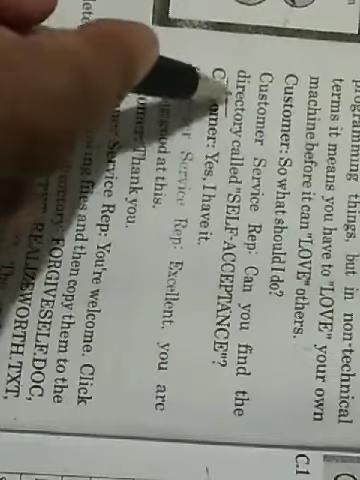 programming things, but in non-technical
terms it means you have to "LOVE" your own
machine before it can "LOVE" others.
Customer: So what should I do?
Customer Service Rep: Can you find the
directory called "SELF-ACCEPTANCE"?
Yes, I have it.
Service Rep: Excellent, you are
good at this.
Thank you.
Service Rep: You're welcome. Click
files and then copy them to the
FORGIVESELF.DOC,
REALIZEWORTH.TXT,
C.1